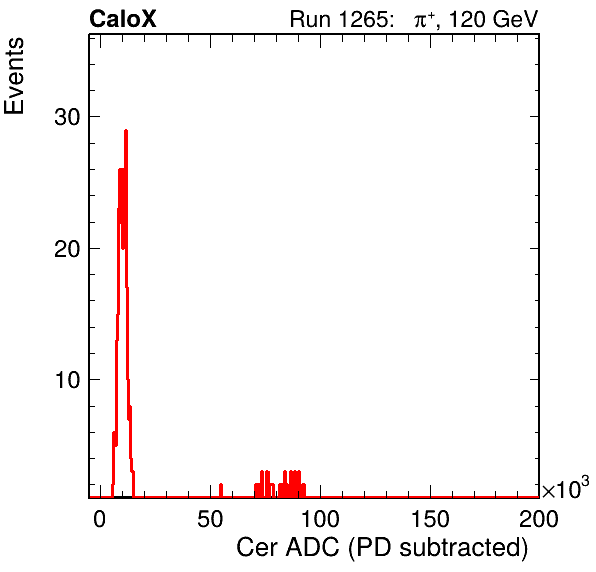 CaloX Run 1265: π⁺, 120 GeV
Events
30
20
10
0 50 100 150 200 ×10³
Cer ADC (PD subtracted)